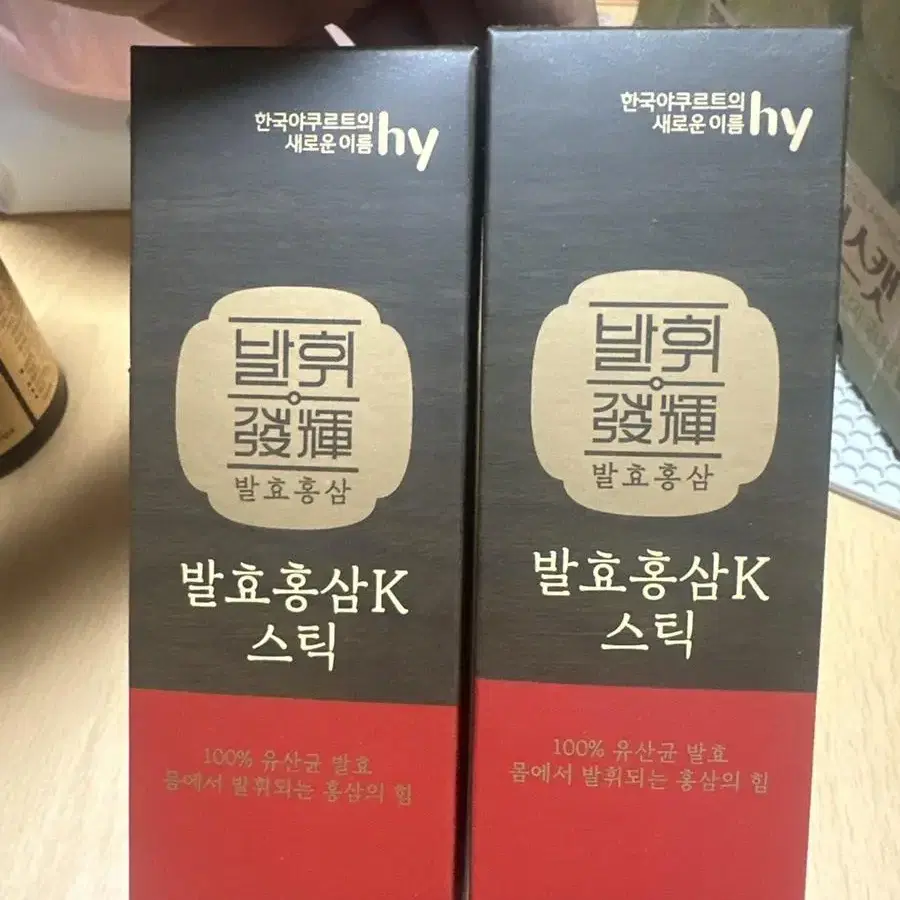 한국야쿠르트의
새로운 이름 hy
발휘
發輝
발효홍삼
발효홍삼K
스틱
100% 유산균 발효
몸에서 발휘되는 홍삼의 힘
한국야쿠르트의
새로운 이름 hy
발휘
發輝
발효홍삼
발효홍삼K
스틱
100% 유산균 발효
몸에서 발휘되는 홍삼의 힘
스캣